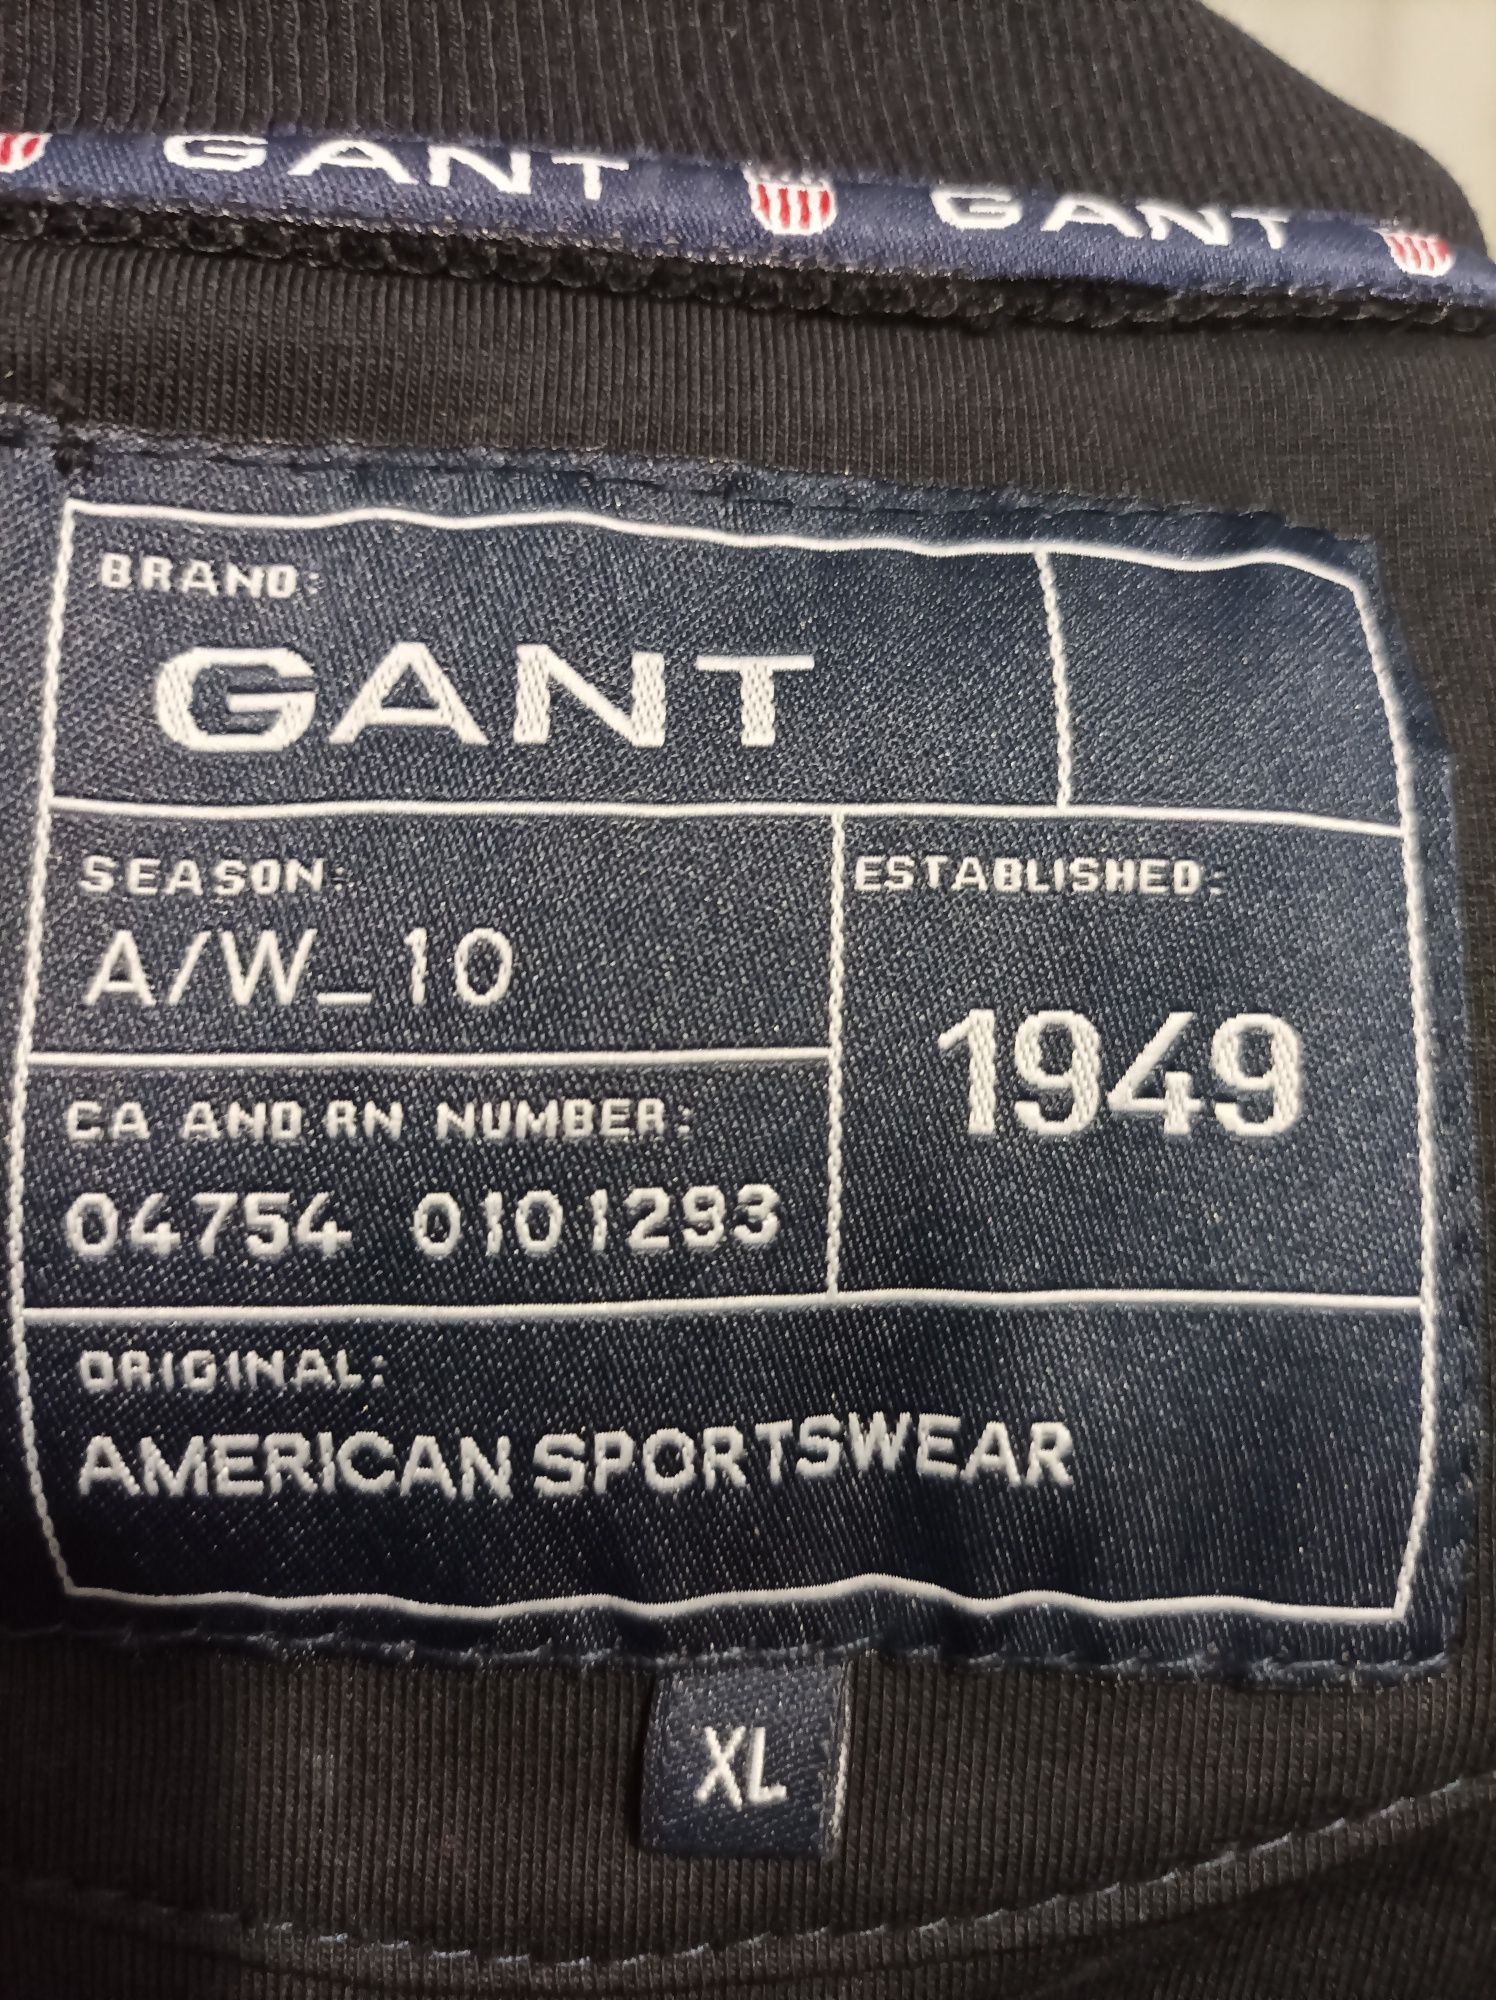 GANT GANT
BRAND:
GANT
SEASON:
A/W_10
ESTABLISHED:
1949
CA AND RN NUMBER:
04754 0101293
ORIGINAL:
AMERICAN SPORTSWEAR
XL